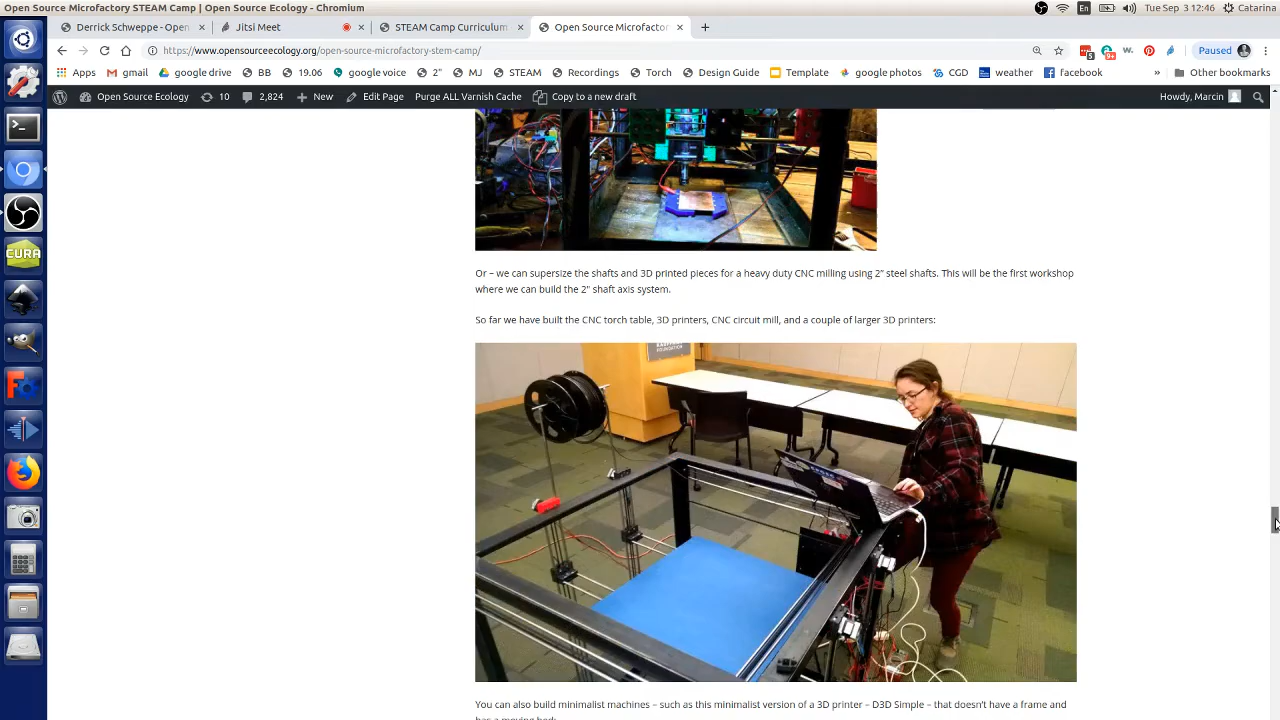 Open Source Microfactory STEAM Camp | Open Source Ecology - Chromium
En
Tue Sep 3 12:46
Catarina
Derrick Schweppe - Open
Jitsi Meet
STEAM Camp Curriculum
Open Source Microfactory
https://www.opensourceecology.org/open-source-microfactory-stem-camp/
5
9+
Paused
Apps
gmail
google drive
BB
19.06
google voice
2"
MJ
STEAM
Recordings
Torch
Design Guide
Template
google photos
CGD
weather
facebook
»
Other bookmarks
Open Source Ecology
10
2,824
New
Edit Page
Purge ALL Varnish Cache
Copy to a new draft
Howdy, Marcin
CURA
Or – we can supersize the shafts and 3D printed pieces for a heavy duty CNC milling using 2" steel shafts. This will be the first workshop
where we can build the 2" shaft axis system.
So far we have built the CNC torch table, 3D printers, CNC circuit mill, and a couple of larger 3D printers:
FOUNDATION
You can also build minimalist machines – such as this minimalist version of a 3D printer – D3D Simple – that doesn't have a frame and
has a moving bed: